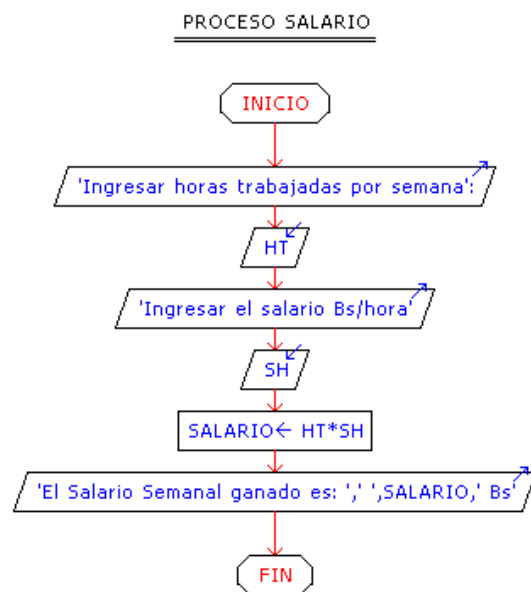 PROCESO SALARIO
INICIO
'Ingresar horas trabajadas por semana':
HT
'Ingresar el salario Bs/hora'
SH
SALARIO← HT*SH
'El Salario Semanal ganado es: ',' ',SALARIO,' Bs'
FIN